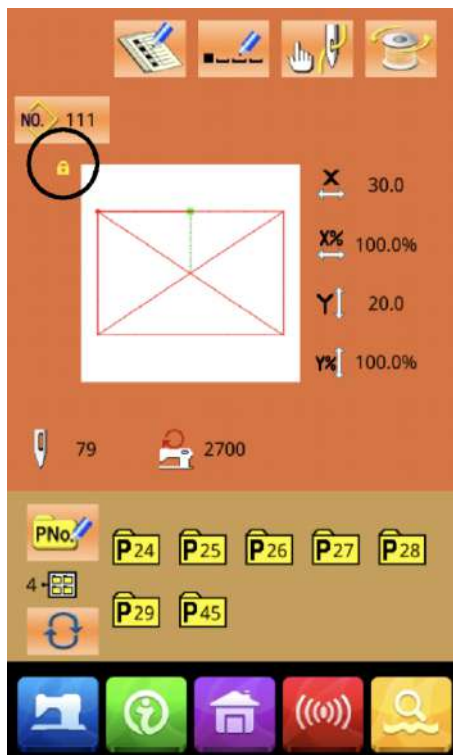 NO. 111
X 30.0
X% 100.0%
Y 20.0
Y% 100.0%
79 2700
PNo.
P24 P25 P26 P27 P28
4
P29 P45